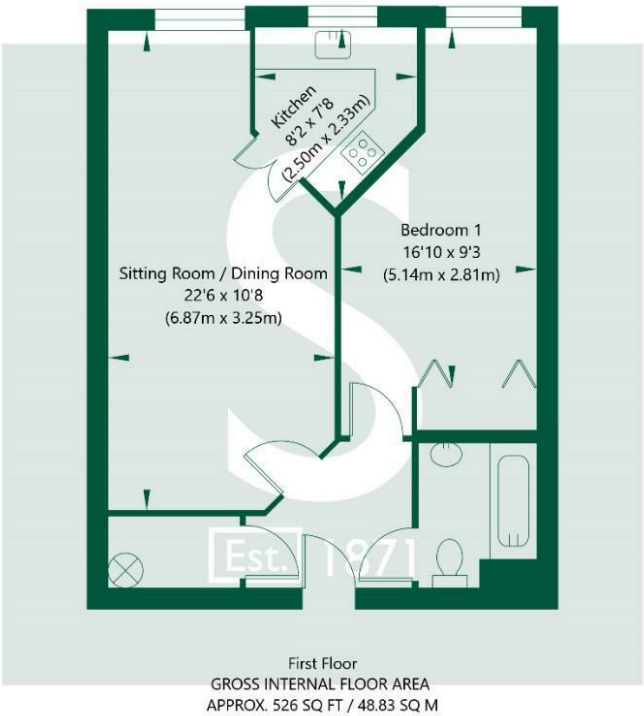 Kitchen
8'2 x 7'8
(2.50m x 2.33m)
Bedroom 1
16'10 x 9'3
(5.14m x 2.81m)
Sitting Room / Dining Room
22'6 x 10'8
(6.87m x 3.25m)
S
Est. 1871
First Floor
GROSS INTERNAL FLOOR AREA
APPROX. 526 SQ FT / 48.83 SQ M